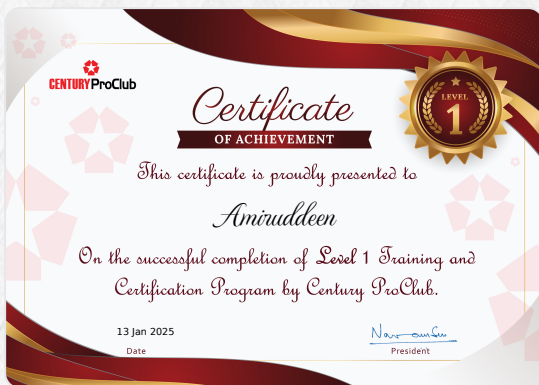 CENTURY ProClub
LEVEL
1
Certificate
OF ACHIEVEMENT
This certificate is proudly presented to
Amiruddeen
On the successful completion of Level 1 Training and
Certification Program by Century ProClub.
13 Jan 2025
Date
President